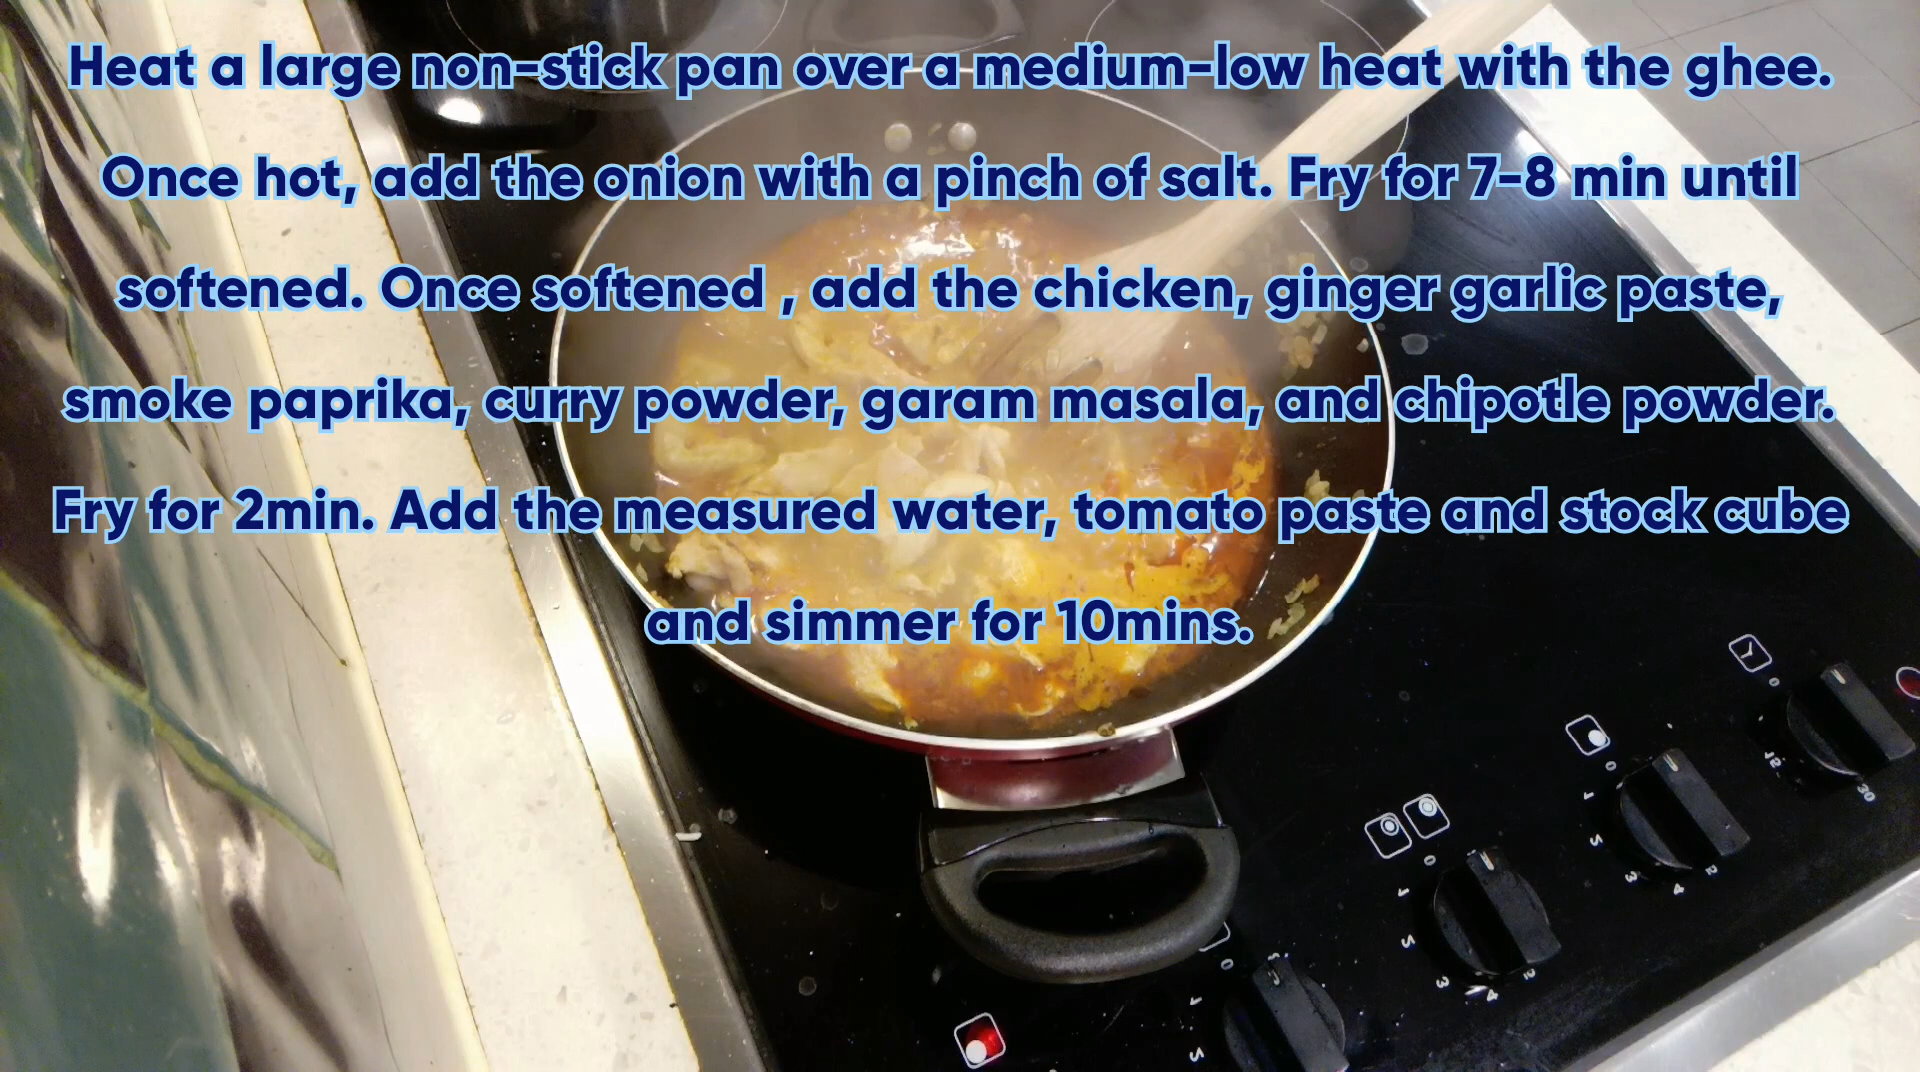 Heat a large non-stick pan over a medium-low heat with the ghee.
Once hot, add the onion with a pinch of salt. Fry for 7-8 min until
softened. Once softened , add the chicken, ginger garlic paste,
smoke paprika, curry powder, garam masala, and chipotle powder.
Fry for 2min. Add the measured water, tomato paste and stock cube
and simmer for 10mins.